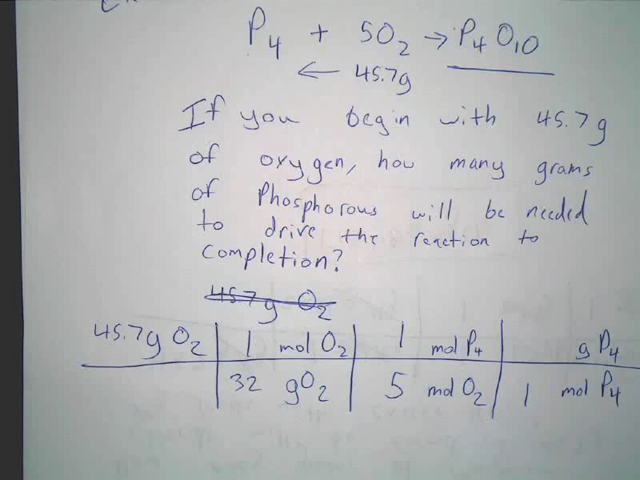 P4 + 5O2 → P4O10
← 45.7g
If you begin with 45.7g
of oxygen, how many grams
of Phosphorous will be needed
to drive the reaction to
completion?
45.7g O2
45.7g O2 | 1 mol O2 | 1 mol P4 | g P4
32 gO2 | 5 mol O2 | 1 mol P4